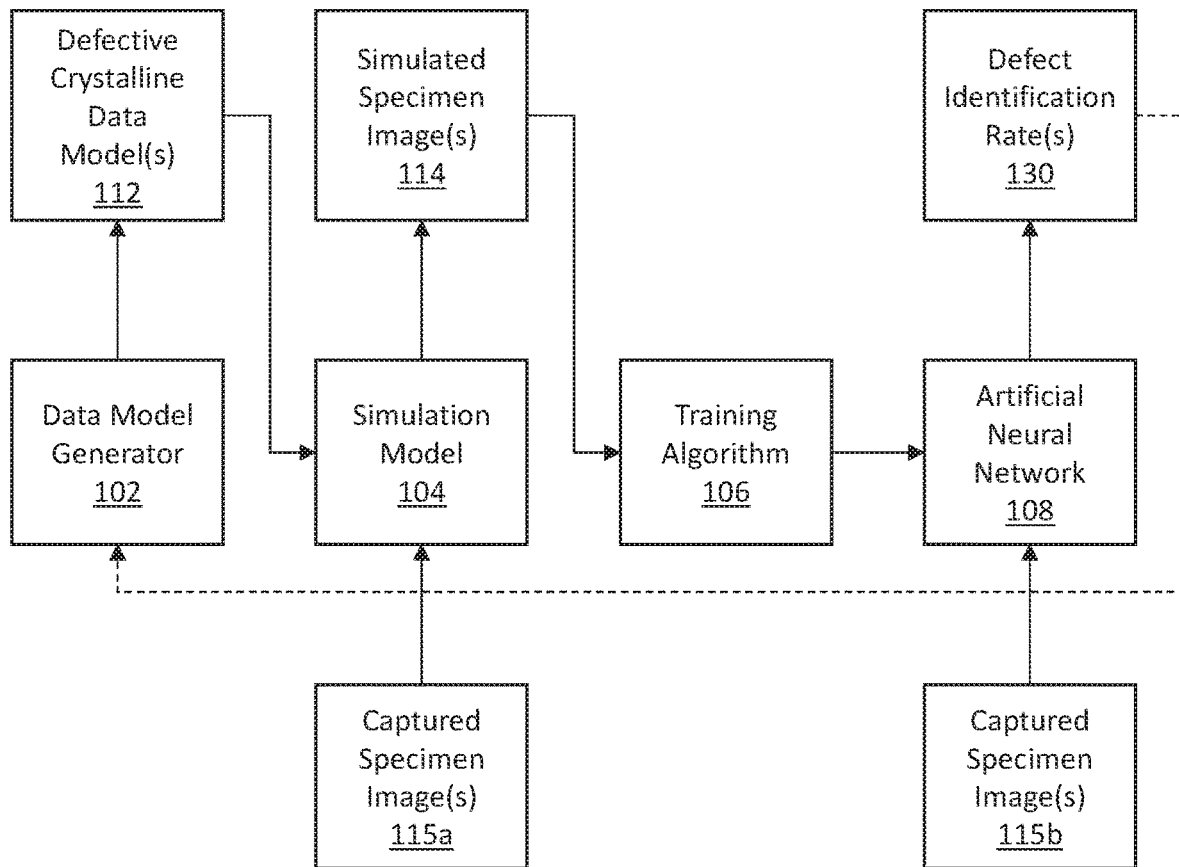 Defective
Crystalline
Data
Model(s)
112
Simulated
Specimen
Image(s)
114
Defect
Identification
Rate(s)
130
Data Model
Generator
102
Simulation
Model
104
Training
Algorithm
106
Artificial
Neural
Network
108
Captured
Specimen
Image(s)
115a
Captured
Specimen
Image(s)
115b